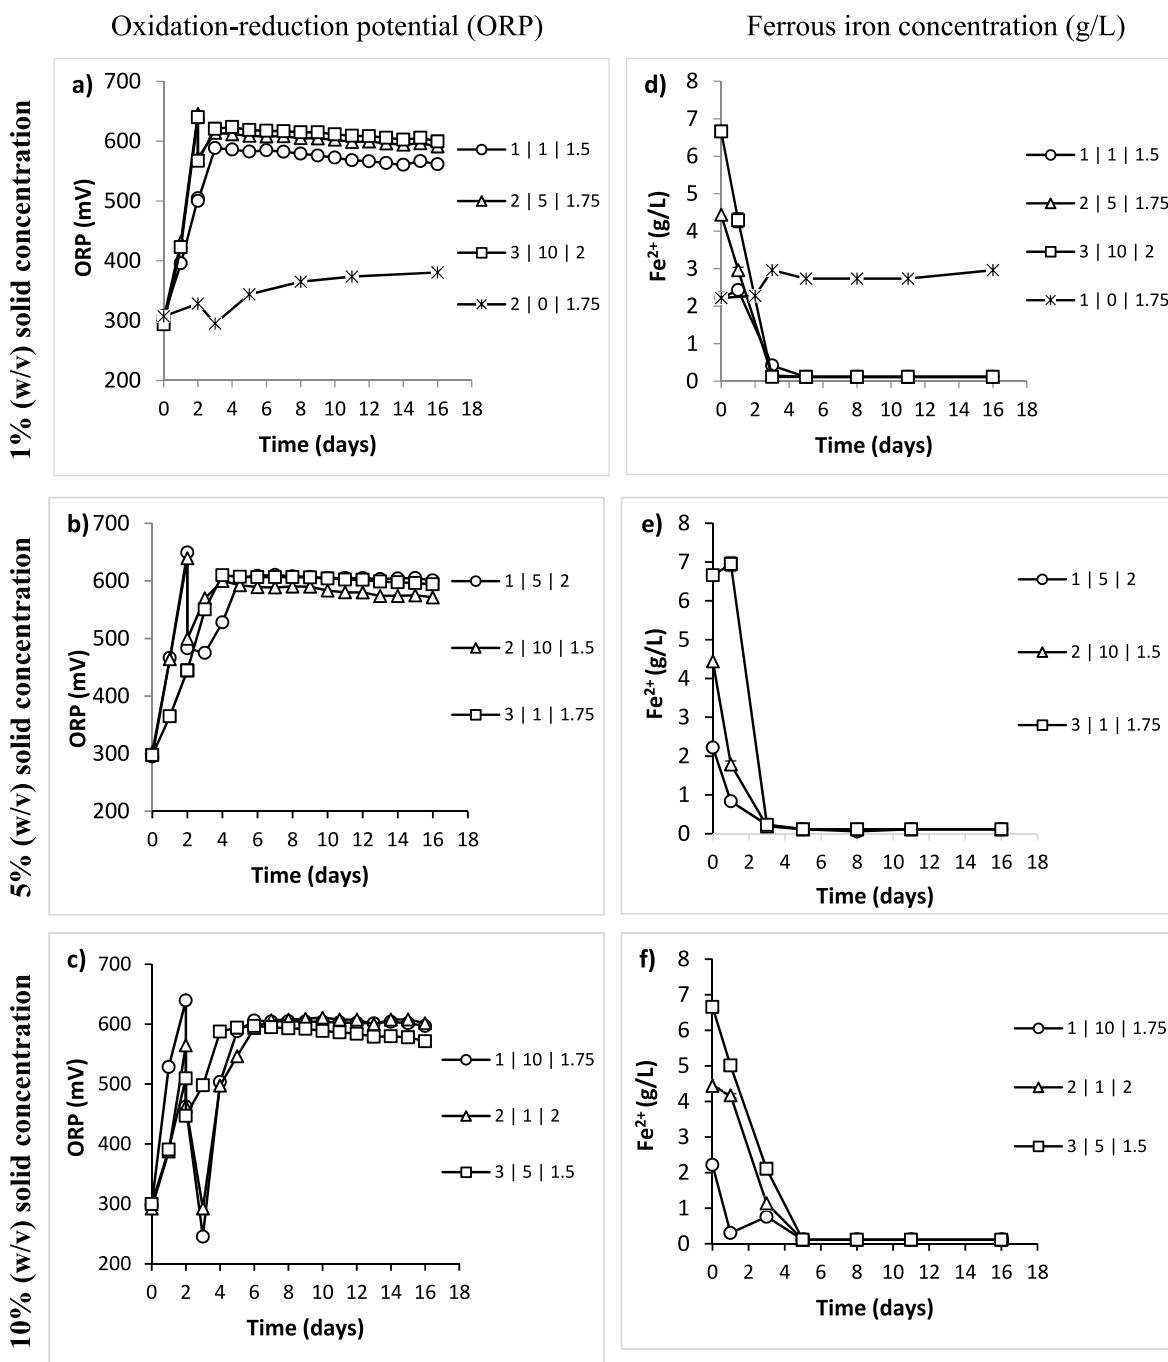 Oxidation-reduction potential (ORP)
Ferrous iron concentration (g/L)
1% (w/v) solid concentration
a)
700
600
500
400
300
200
ORP (mV)
0 2 4 6 8 10 12 14 16 18
Time (days)
1 | 1 | 1.5
2 | 5 | 1.75
3 | 10 | 2
2 | 0 | 1.75
d)
8
7
6
5
4
3
2
1
0
Fe²⁺ (g/L)
0 2 4 6 8 10 12 14 16 18
Time (days)
1 | 1 | 1.5
2 | 5 | 1.75
3 | 10 | 2
1 | 0 | 1.75
5% (w/v) solid concentration
b)
700
600
500
400
300
200
ORP (mV)
0 2 4 6 8 10 12 14 16 18
Time (days)
1 | 5 | 2
2 | 10 | 1.5
3 | 1 | 1.75
e)
8
7
6
5
4
3
2
1
0
Fe²⁺ (g/L)
0 2 4 6 8 10 12 14 16 18
Time (days)
1 | 5 | 2
2 | 10 | 1.5
3 | 1 | 1.75
10% (w/v) solid concentration
c)
700
600
500
400
300
200
ORP (mV)
0 2 4 6 8 10 12 14 16 18
Time (days)
1 | 10 | 1.75
2 | 1 | 2
3 | 5 | 1.5
f)
8
7
6
5
4
3
2
1
0
Fe²⁺ (g/L)
0 2 4 6 8 10 12 14 16 18
Time (days)
1 | 10 | 1.75
2 | 1 | 2
3 | 5 | 1.5